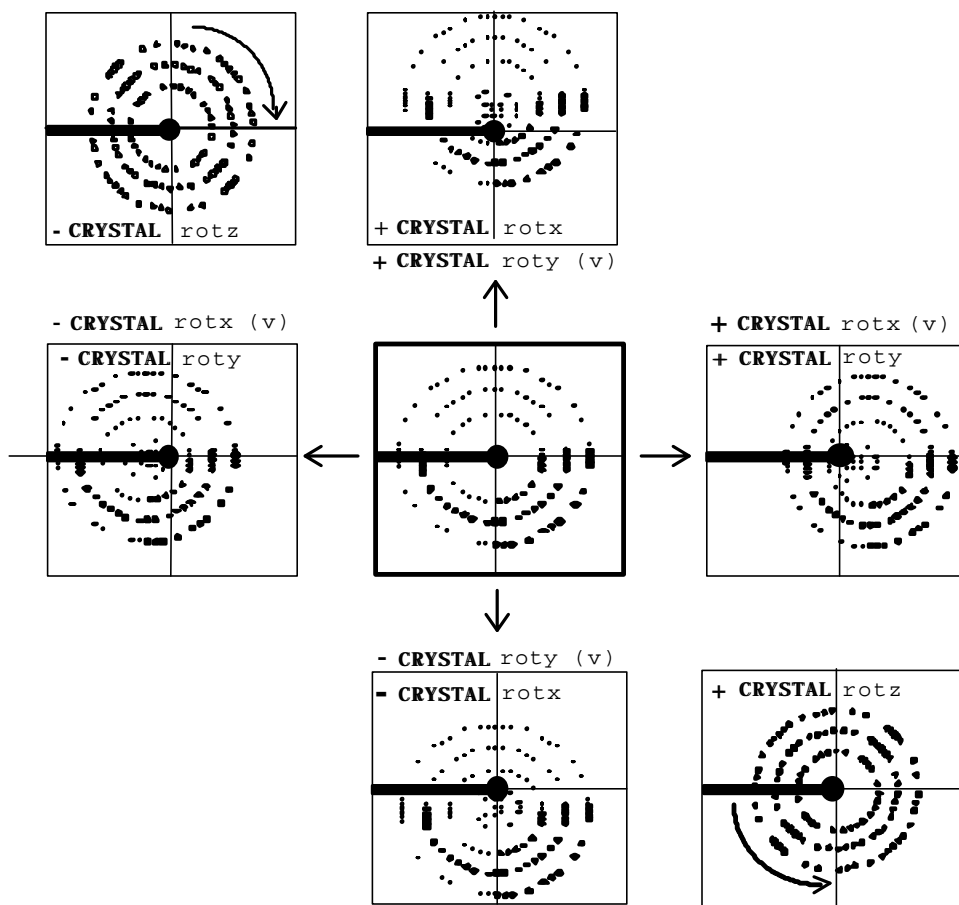 - CRYSTAL rotz
+ CRYSTAL rotx
+ CRYSTAL roty (v)
- CRYSTAL rotx (v)
- CRYSTAL roty
+ CRYSTAL rotx (v)
+ CRYSTAL roty
- CRYSTAL roty (v)
- CRYSTAL rotx
+ CRYSTAL rotz